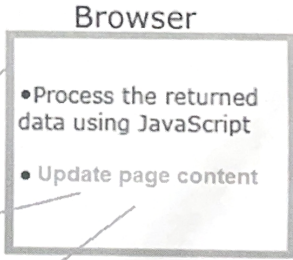 Browser
•Process the returned
data using JavaScript
• Update page content